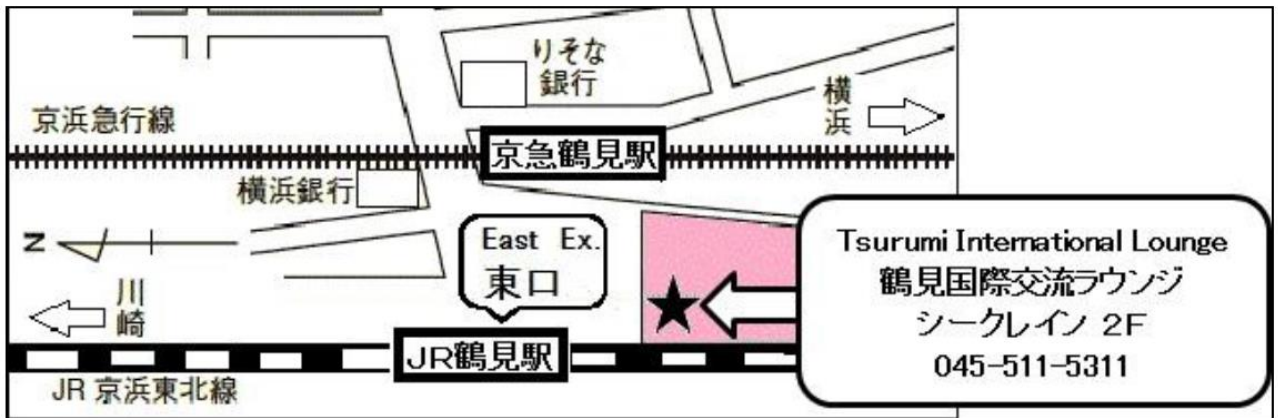 りそな
銀行
横
浜
京浜急行線
京急鶴見駅
横浜銀行
N
East Ex.
東口
川
崎
JR鶴見駅
JR 京浜東北線
Tsurumi International Lounge
鶴見国際交流ラウンジ
シークレイン 2F
045-511-5311